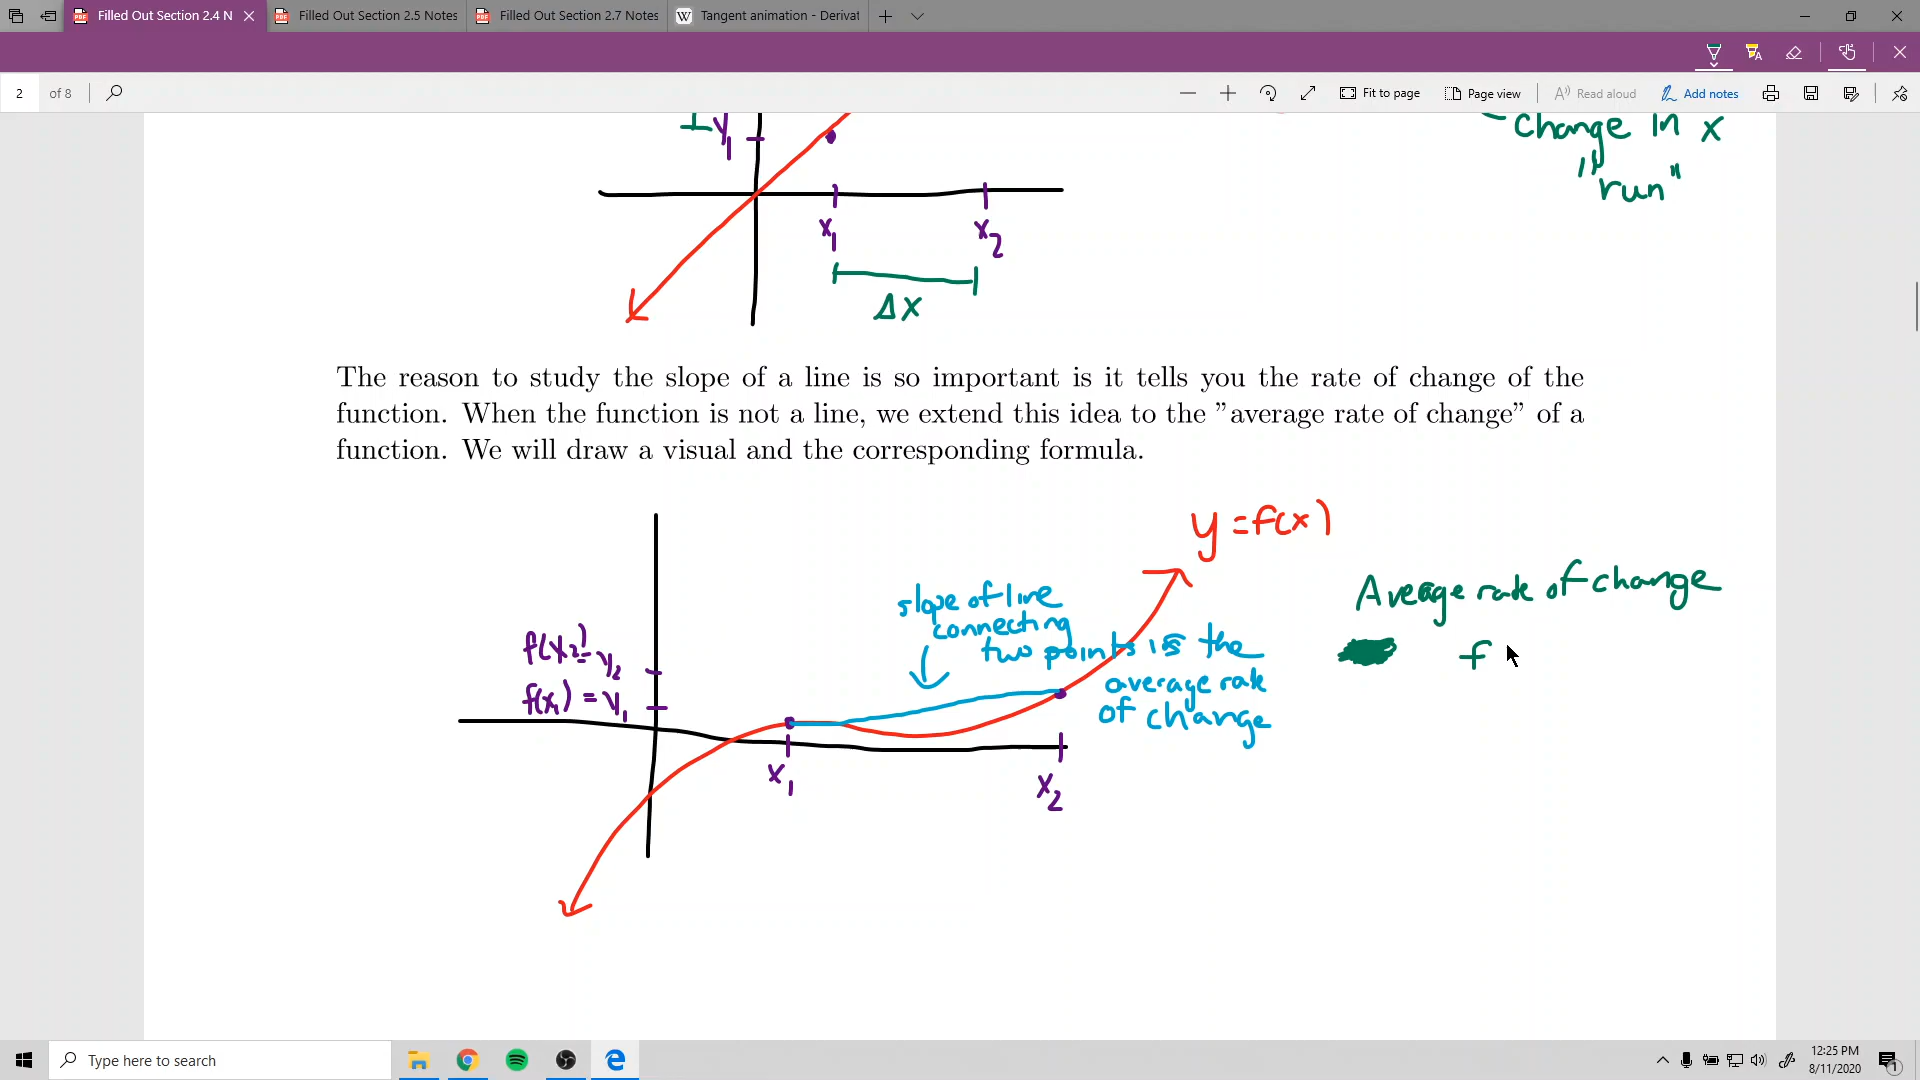 Filled Out Section 2.4 N
Filled Out Section 2.5 Notes
Filled Out Section 2.7 Notes
W Tangent animation - Derivat
2 of 8
Fit to page
Page view
Read aloud
Add notes
y1
x1
x2
Δx
change in x
"run"
The reason to study the slope of a line is so important is it tells you the rate of change of the
function. When the function is not a line, we extend this idea to the ”average rate of change” of a
function. We will draw a visual and the corresponding formula.
y = f(x)
slope of line
connecting
two points is the
average rate
of change
f(x2) = y2
f(x1) = y1
x1
x2
Aveage rate of change
f
Type here to search
12:25 PM
8/11/2020
1